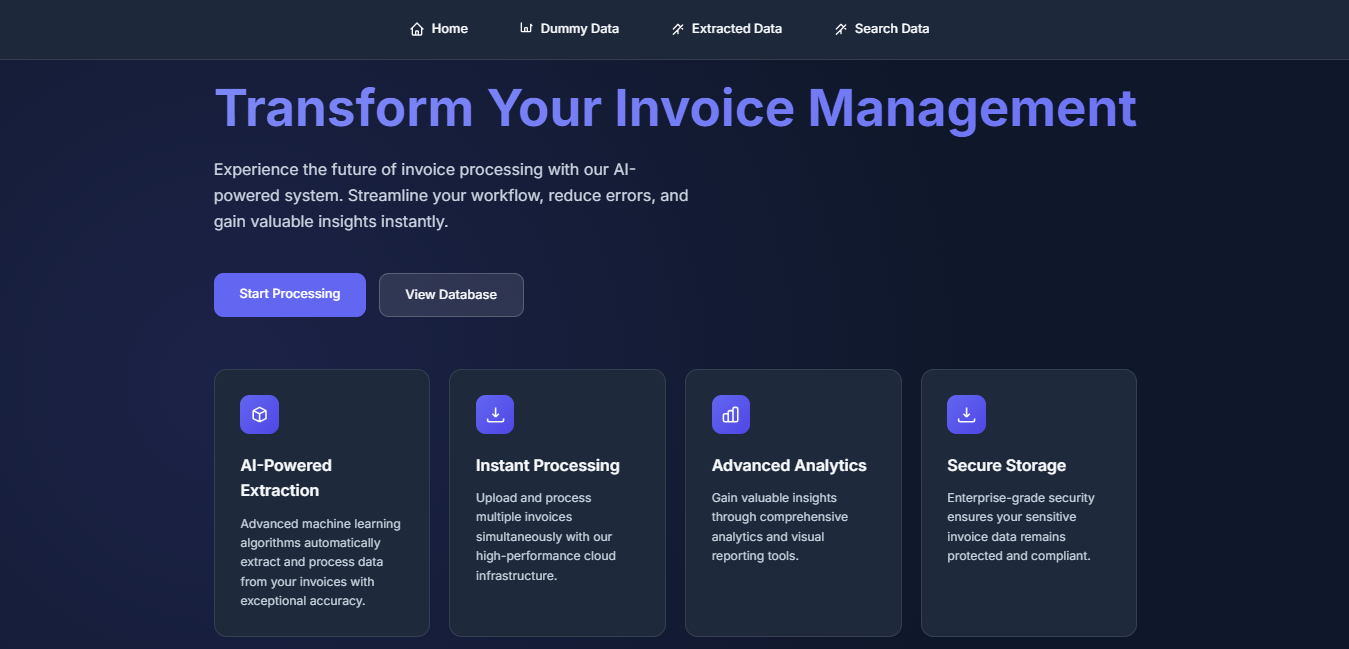 Home Dummy Data Extracted Data Search Data
Transform Your Invoice Management
Experience the future of invoice processing with our AI-
powered system. Streamline your workflow, reduce errors, and
gain valuable insights instantly.
Start Processing View Database
AI-Powered
Extraction
Advanced machine learning
algorithms automatically
extract and process data
from your invoices with
exceptional accuracy.
Instant Processing
Upload and process
multiple invoices
simultaneously with our
high-performance cloud
infrastructure.
Advanced Analytics
Gain valuable insights
through comprehensive
analytics and visual
reporting tools.
Secure Storage
Enterprise-grade security
ensures your sensitive
invoice data remains
protected and compliant.